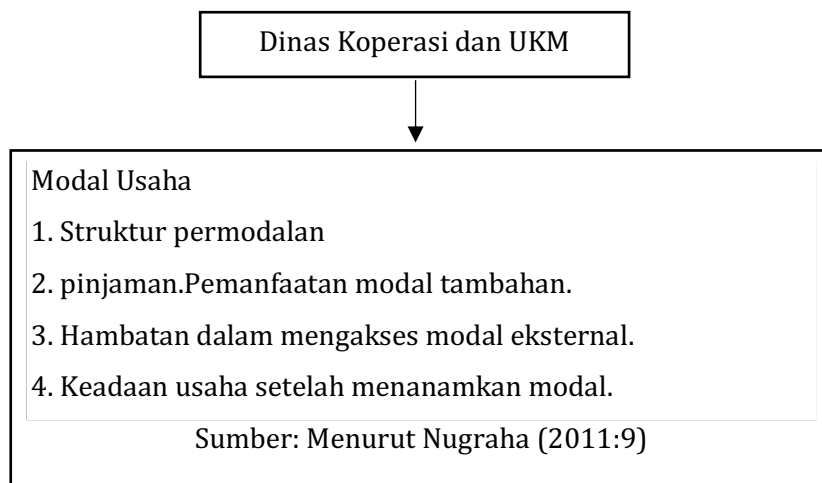 Dinas Koperasi dan UKM
Modal Usaha
1. Struktur permodalan
2. pinjaman.Pemanfaatan modal tambahan.
3. Hambatan dalam mengakses modal eksternal.
4. Keadaan usaha setelah menanamkan modal.
Sumber: Menurut Nugraha (2011:9)